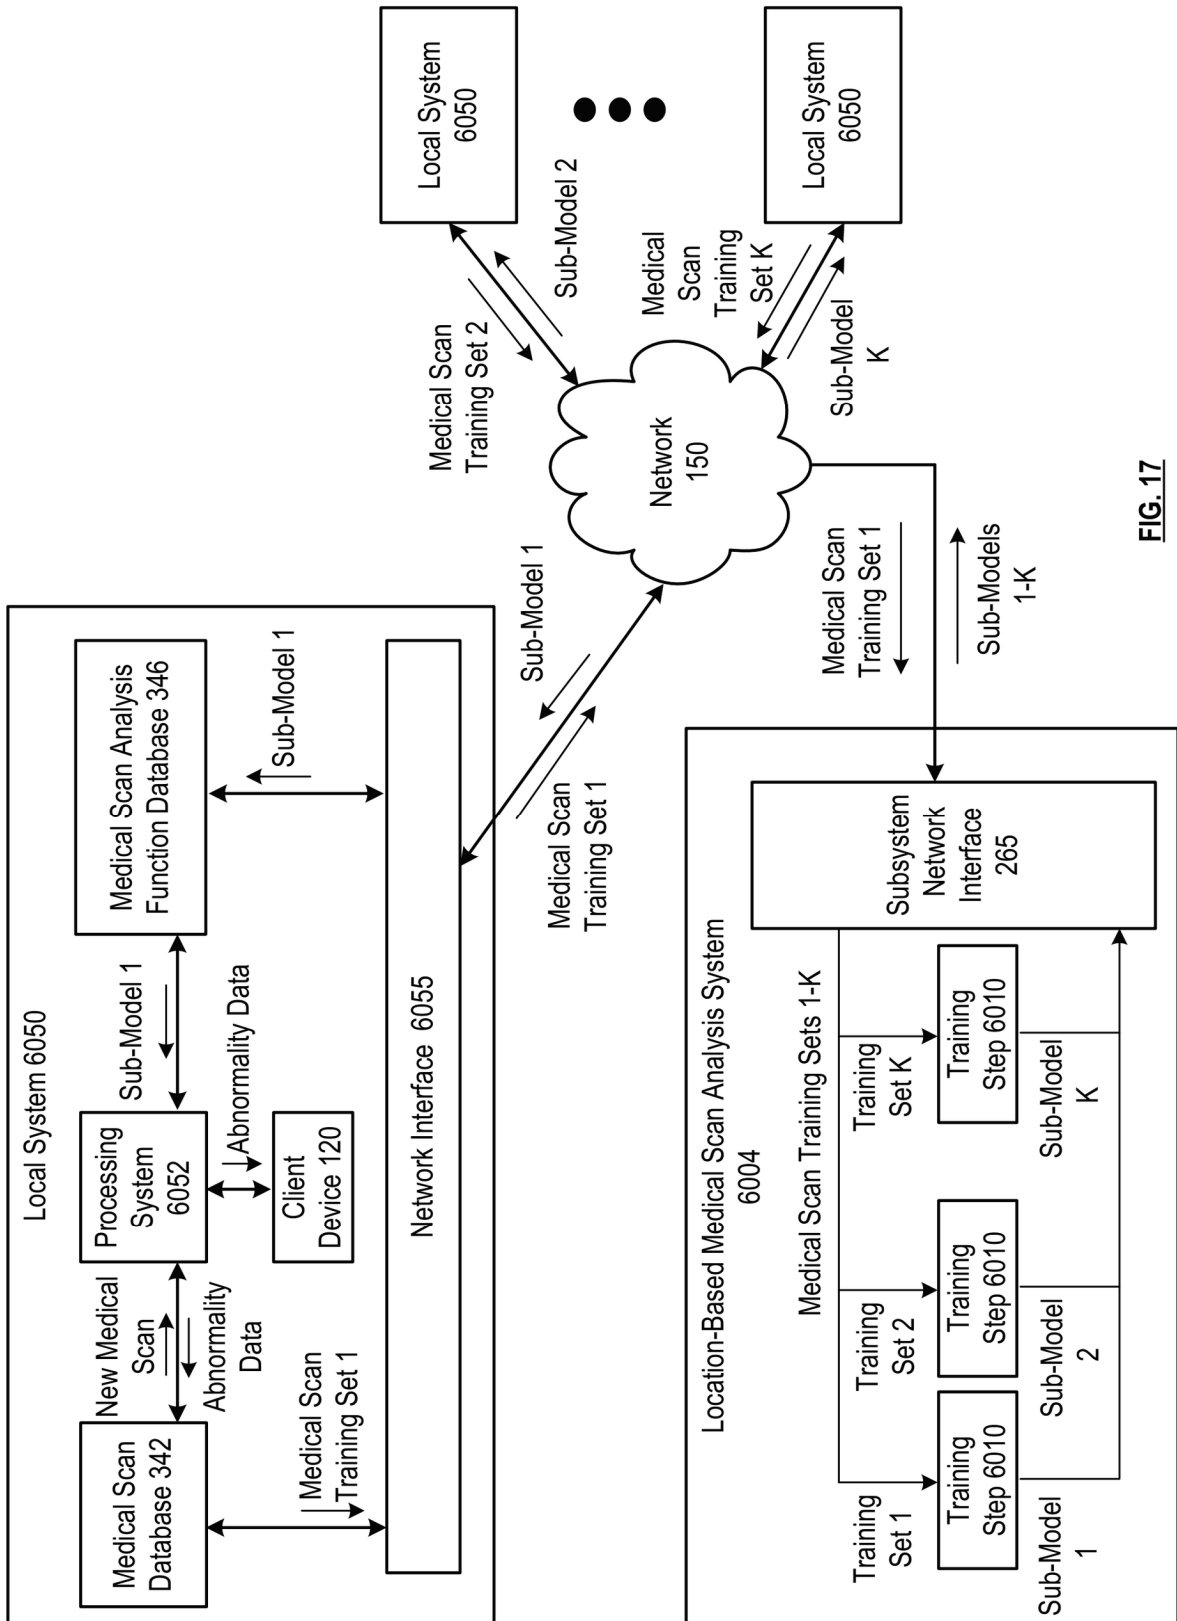 Local System 6050
Medical Scan
Database 342
New Medical
Scan
Abnormality
Data
Processing
System
6052
Sub-Model 1
Medical Scan Analysis
Function Database 346
Abnormality Data
Client
Device 120
Medical Scan
Training Set 1
Sub-Model 1
Network Interface 6055
Medical Scan
Training Set 1
Sub-Model 1
Network
150
Medical Scan
Training Set 2
Sub-Model 2
Local System
6050
Medical
Scan
Training
Set K
Sub-Model
K
Local System
6050
Medical Scan
Training Set 1
Sub-Models
1-K
Location-Based Medical Scan Analysis System
6004
Medical Scan Training Sets 1-K
Training
Set 1
Training
Set 2
Training
Set K
Training
Step 6010
Training
Step 6010
Training
Step 6010
Sub-Model
1
Sub-Model
2
Sub-Model
K
Subsystem
Network
Interface
265
FIG. 17